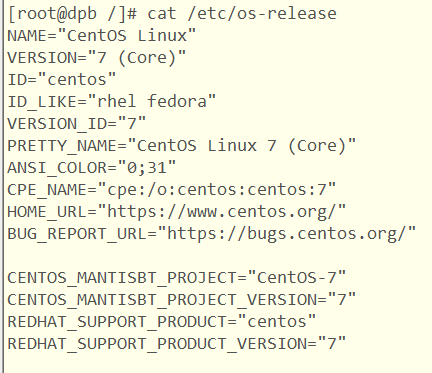 [root@dpb /]# cat /etc/os-release
NAME="CentOS Linux"
VERSION="7 (Core)"
ID="centos"
ID_LIKE="rhel fedora"
VERSION_ID="7"
PRETTY_NAME="CentOS Linux 7 (Core)"
ANSI_COLOR="0;31"
CPE_NAME="cpe:/o:centos:centos:7"
HOME_URL="https://www.centos.org/"
BUG_REPORT_URL="https://bugs.centos.org/"

CENTOS_MANTISBT_PROJECT="CentOS-7"
CENTOS_MANTISBT_PROJECT_VERSION="7"
REDHAT_SUPPORT_PRODUCT="centos"
REDHAT_SUPPORT_PRODUCT_VERSION="7"